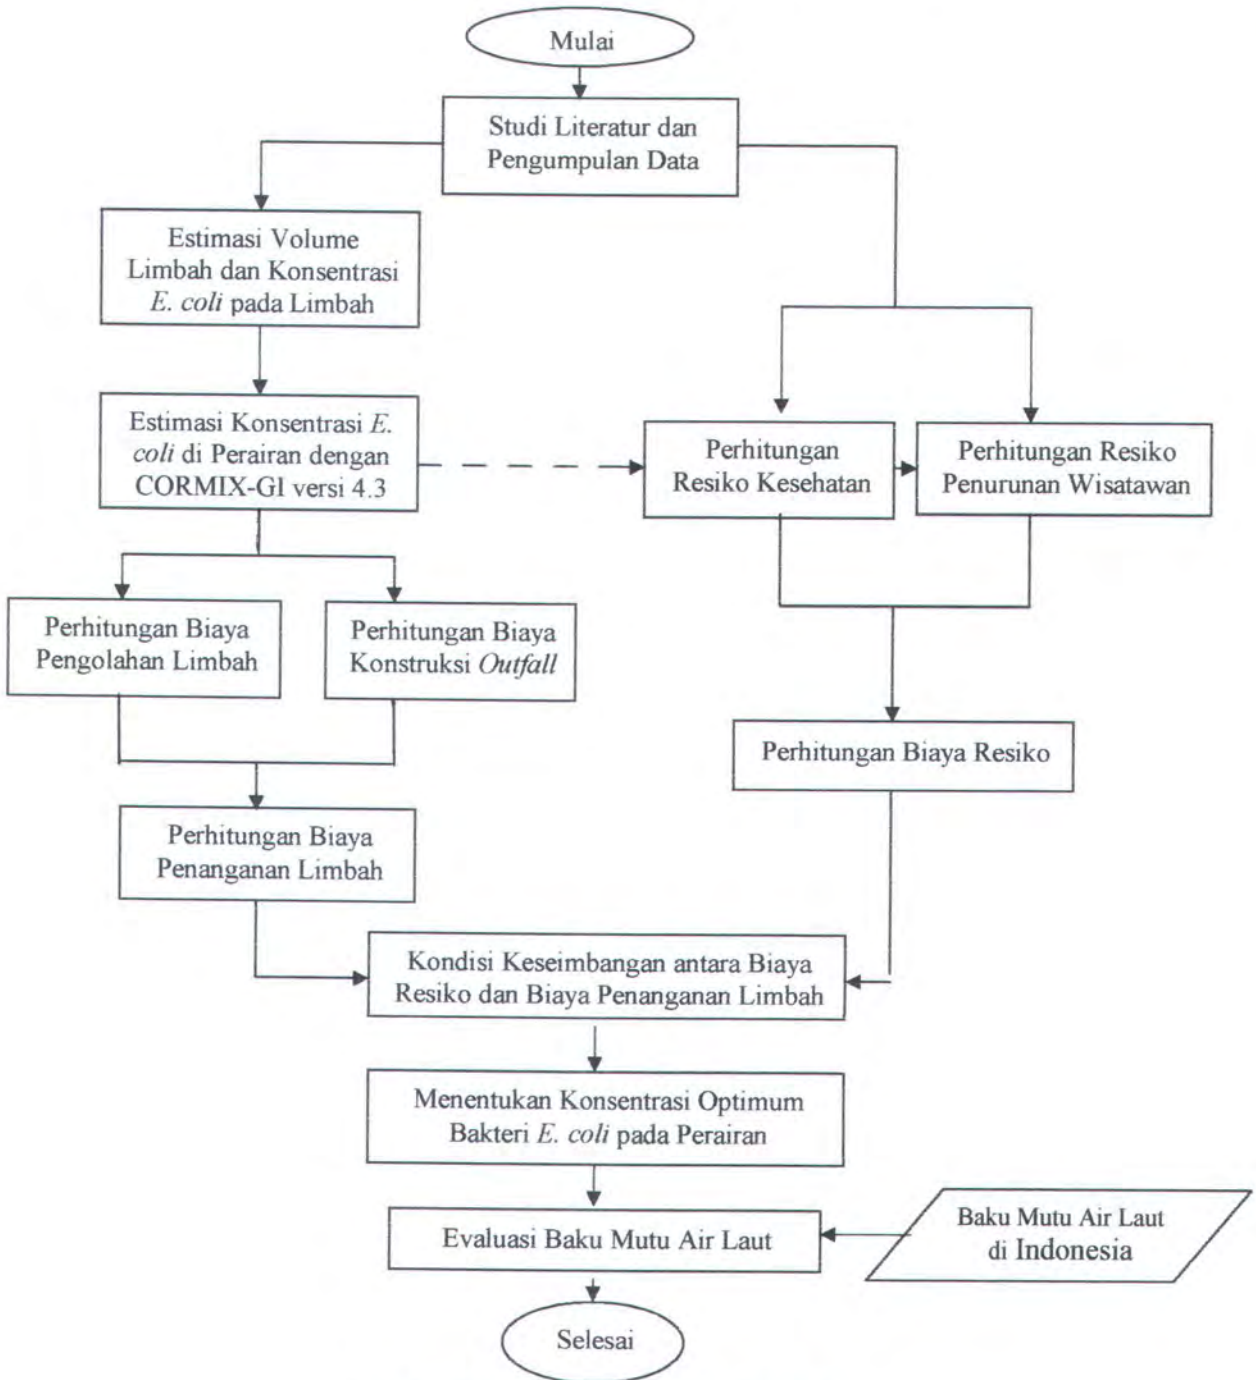 Mulai
Studi Literatur dan
Pengumpulan Data
Estimasi Volume
Limbah dan Konsentrasi
E. coli pada Limbah
Estimasi Konsentrasi E.
coli di Perairan dengan
CORMIX-GI versi 4.3
Perhitungan
Resiko Kesehatan
Perhitungan Resiko
Penurunan Wisatawan
Perhitungan Biaya
Pengolahan Limbah
Perhitungan Biaya
Konstruksi Outfall
Perhitungan Biaya Resiko
Perhitungan Biaya
Penanganan Limbah
Kondisi Keseimbangan antara Biaya
Resiko dan Biaya Penanganan Limbah
Menentukan Konsentrasi Optimum
Bakteri E. coli pada Perairan
Evaluasi Baku Mutu Air Laut
Baku Mutu Air Laut
di Indonesia
Selesai